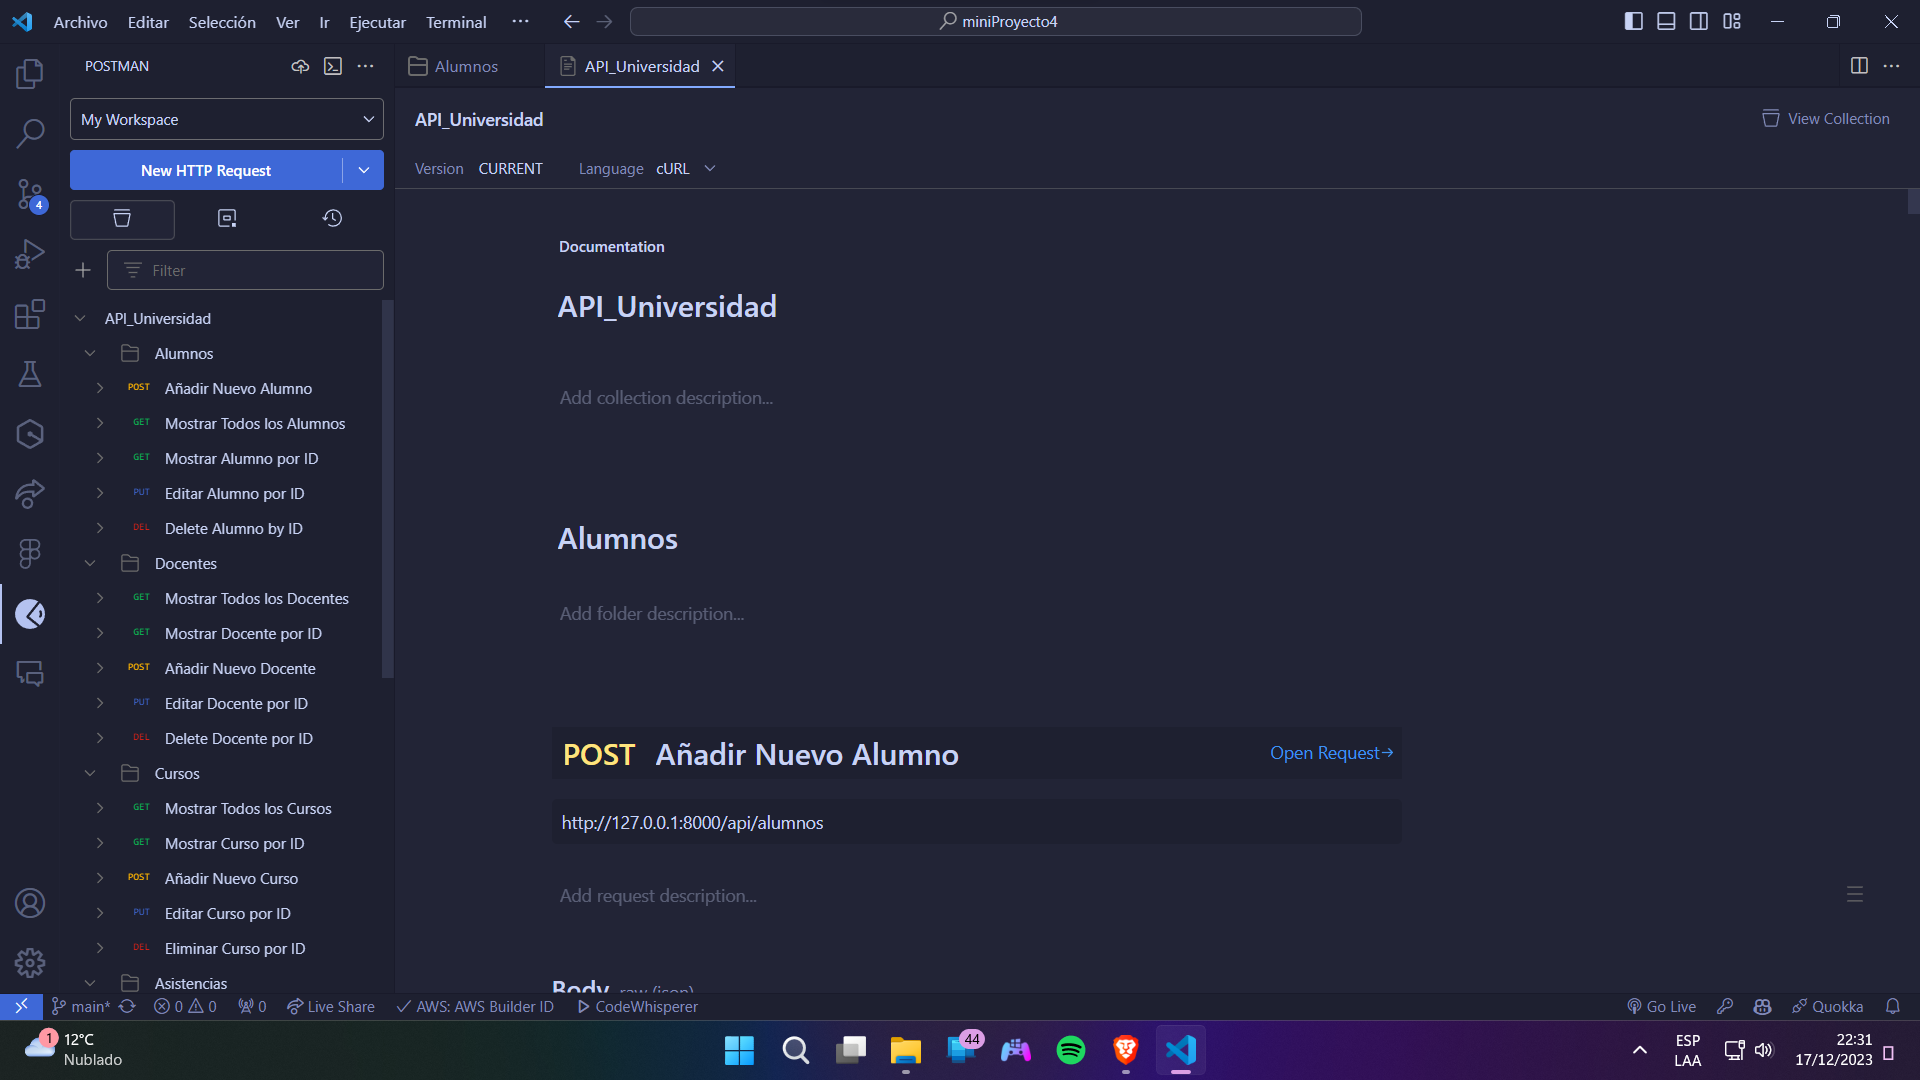 Archivo Editar Selección Ver Ir Ejecutar Terminal ··· miniProyecto4
POSTMAN
My Workspace
New HTTP Request
Filter
4
API_Universidad
Alumnos
POST Añadir Nuevo Alumno
GET Mostrar Todos los Alumnos
GET Mostrar Alumno por ID
PUT Editar Alumno por ID
DEL Delete Alumno by ID
Docentes
GET Mostrar Todos los Docentes
GET Mostrar Docente por ID
POST Añadir Nuevo Docente
PUT Editar Docente por ID
DEL Delete Docente por ID
Cursos
GET Mostrar Todos los Cursos
GET Mostrar Curso por ID
POST Añadir Nuevo Curso
PUT Editar Curso por ID
DEL Eliminar Curso por ID
Asistencias
Alumnos API_Universidad
API_Universidad View Collection
Version CURRENT Language cURL
Documentation
API_Universidad
Add collection description...
Alumnos
Add folder description...
POST Añadir Nuevo Alumno Open Request→
http://127.0.0.1:8000/api/alumnos
Add request description...
Body raw (json)
main* 0 0 0 Live Share AWS: AWS Builder ID CodeWhisperer Go Live Quokka
1 12°C
Nublado
44
ESP
LAA
22:31
17/12/2023